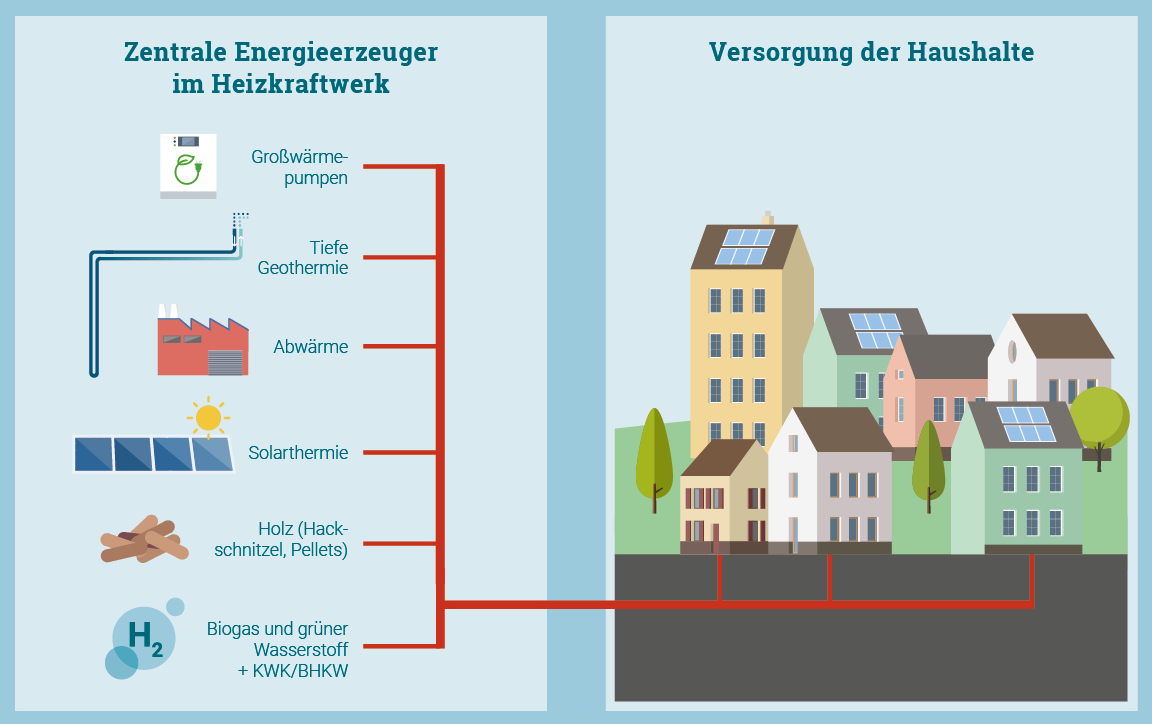 Zentrale Energieerzeuger
im Heizkraftwerk
Großwärme-
pumpen
Tiefe
Geothermie
Abwärme
Solarthermie
Holz (Hack-
schnitzel, Pellets)
H2
Biogas und grüner
Wasserstoff
+ KWK/BHKW
Versorgung der Haushalte